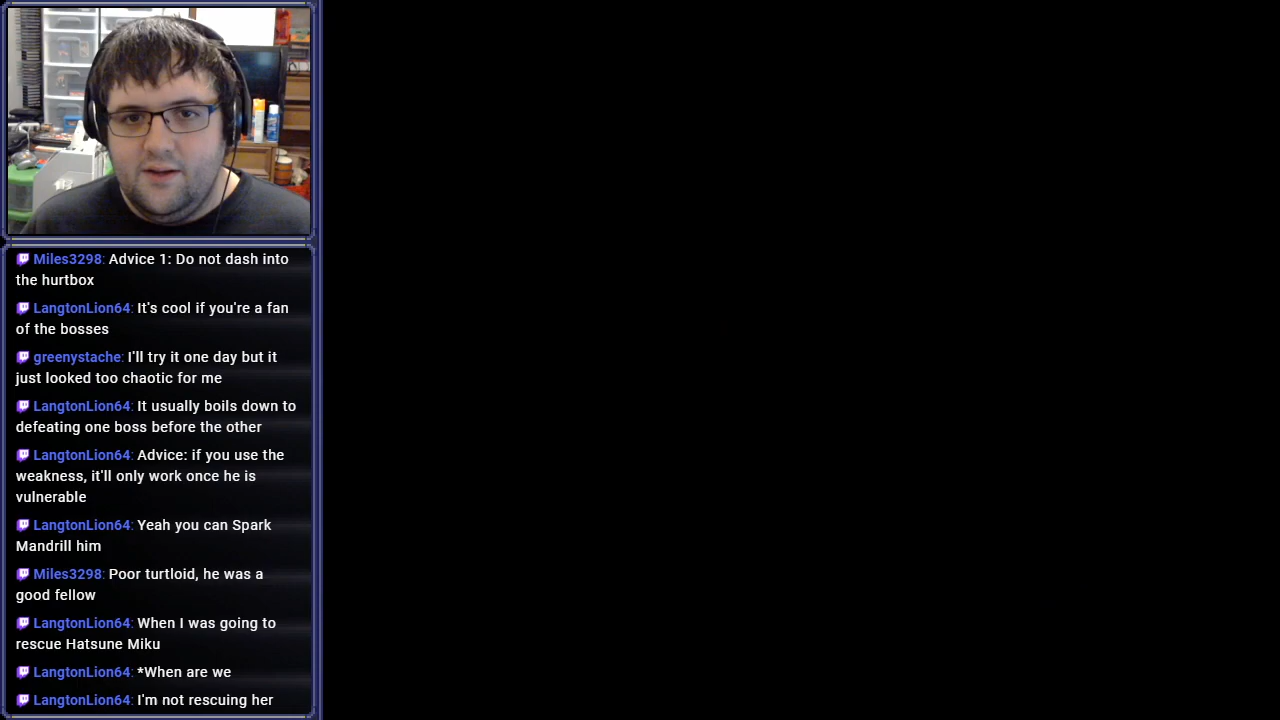 Miles3298: Advice 1: Do not dash into
the hurtbox
LangtonLion64: It's cool if you're a fan
of the bosses
greenystache: I'll try it one day but it
just looked too chaotic for me
LangtonLion64: It usually boils down to
defeating one boss before the other
LangtonLion64: Advice: if you use the
weakness, it'll only work once he is
vulnerable
LangtonLion64: Yeah you can Spark
Mandrill him
Miles3298: Poor turtloid, he was a
good fellow
LangtonLion64: When I was going to
rescue Hatsune Miku
LangtonLion64: *When are we
LangtonLion64: I'm not rescuing her